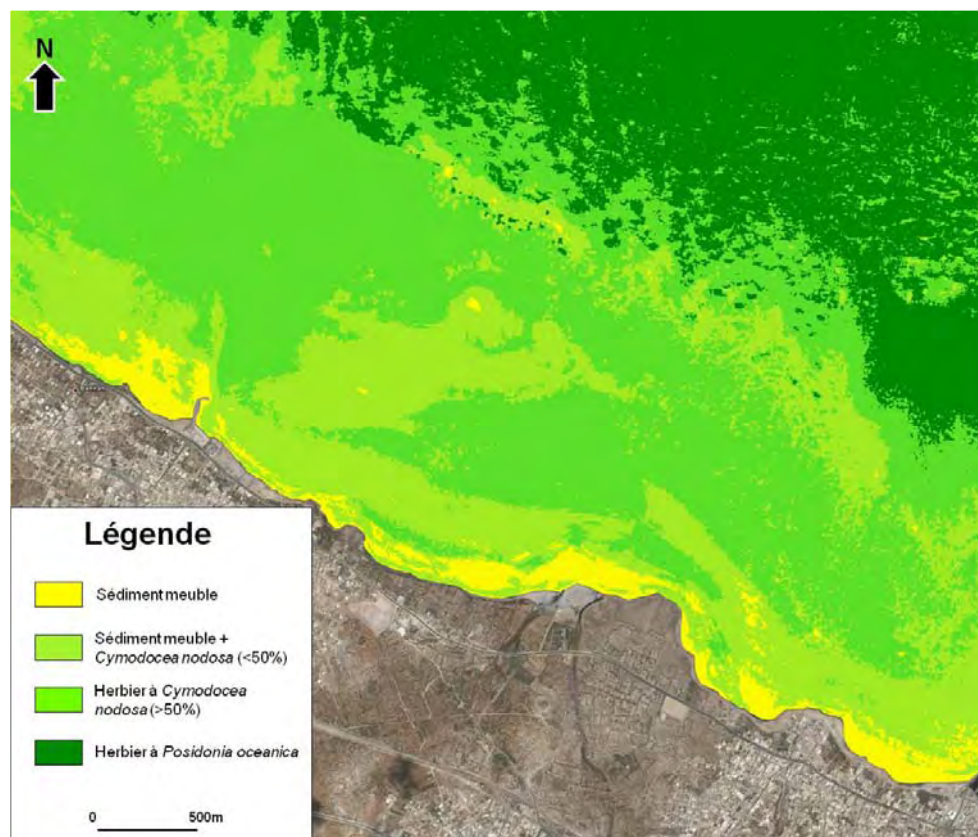 N
Légende
Sédiment meuble
Sédiment meuble +
Cymodocea nodosa (<50%)
Herbier à Cymodocea
nodosa (>50%)
Herbier à Posidonia oceanica
0 500m